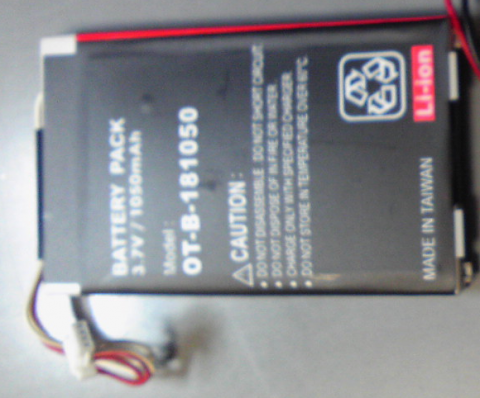 BATTERY PACK
3.7V / 1050mAh
Model :
OT-B-181050
CAUTION :
DO NOT DISASSEMBLE. DO NOT SHORT CIRCUIT.
DO NOT DISPOSE OF IN FIRE OR WATER.
CHARGE ONLY WITH SPECIFIED CHARGER.
DO NOT STORE IN TEMPERATURE OVER 60°C.
MADE IN TAIWAN
Li-ion